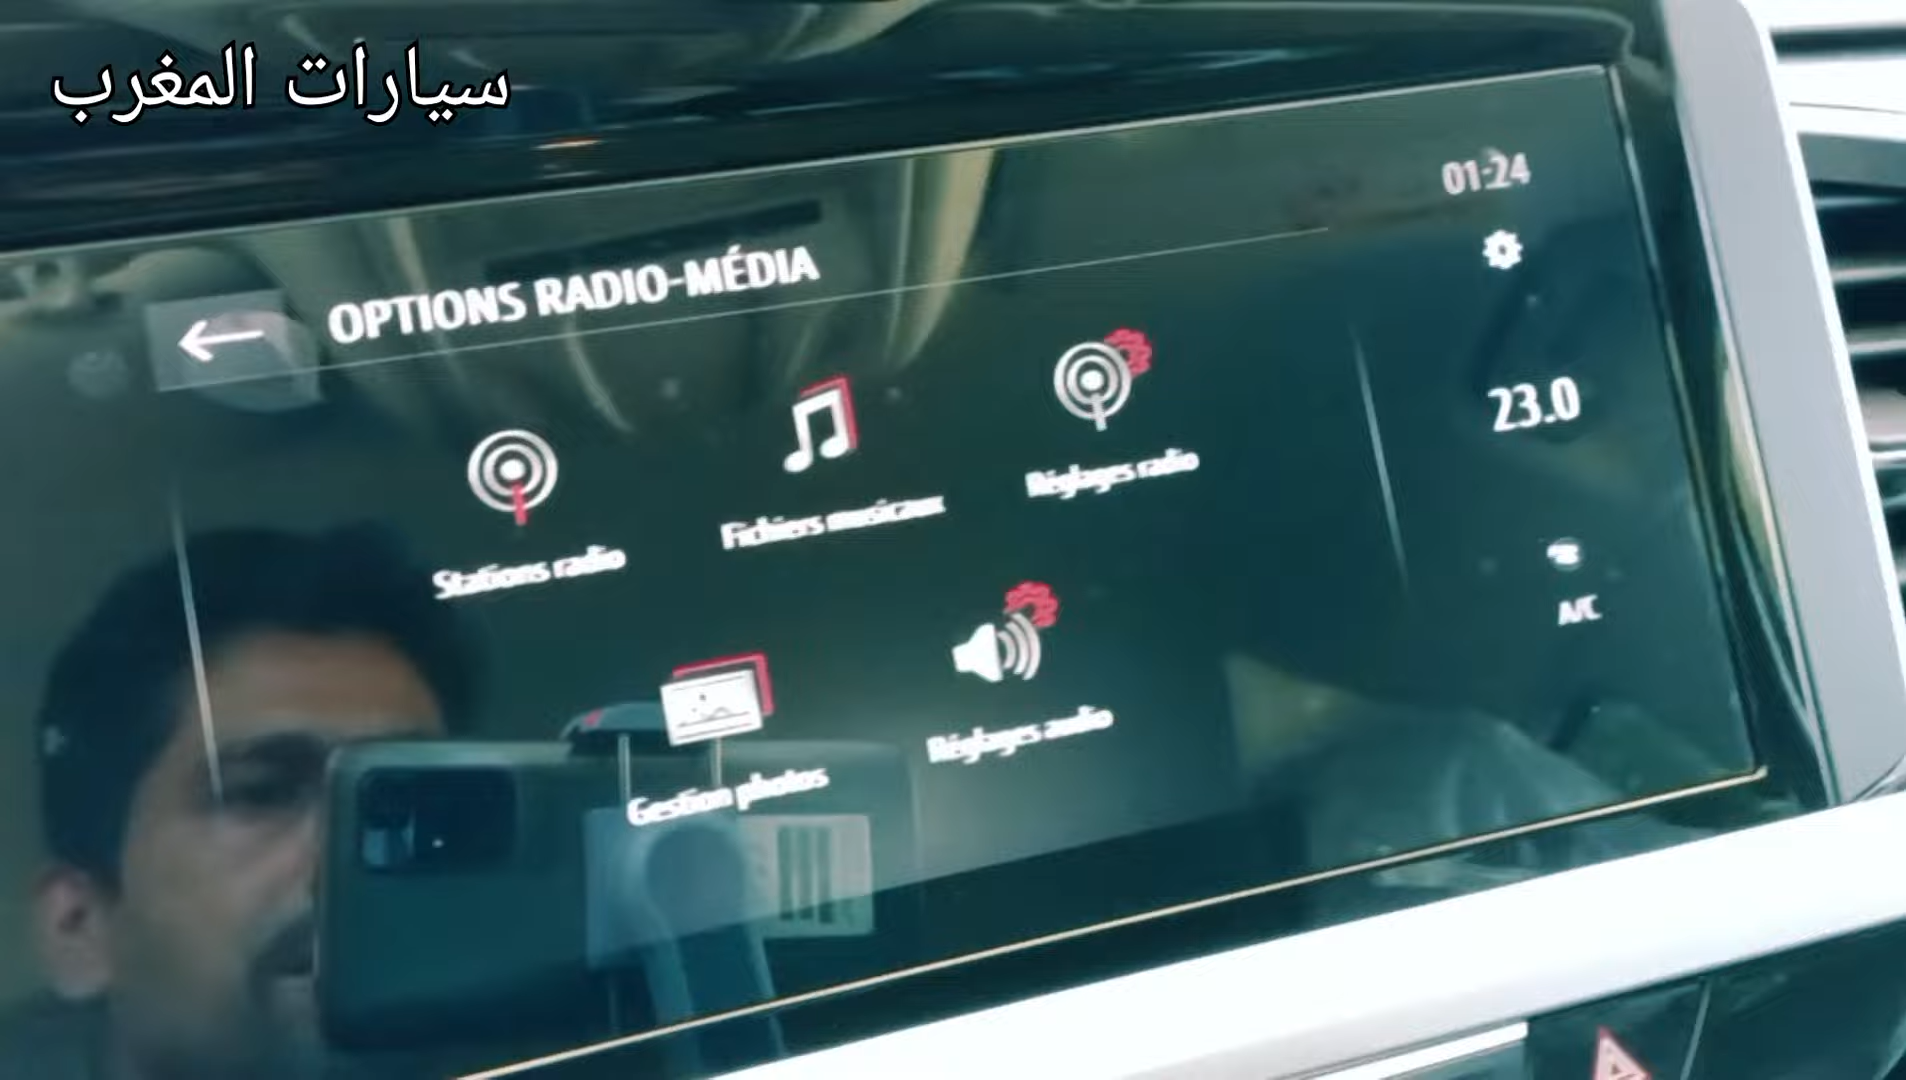 سيارات المغرب
01:24
OPTIONS RADIO-MÉDIA
23.0
Stations radio
Fichiers musicaux
Réglages radio
A/C
Gestion photos
Réglages audio